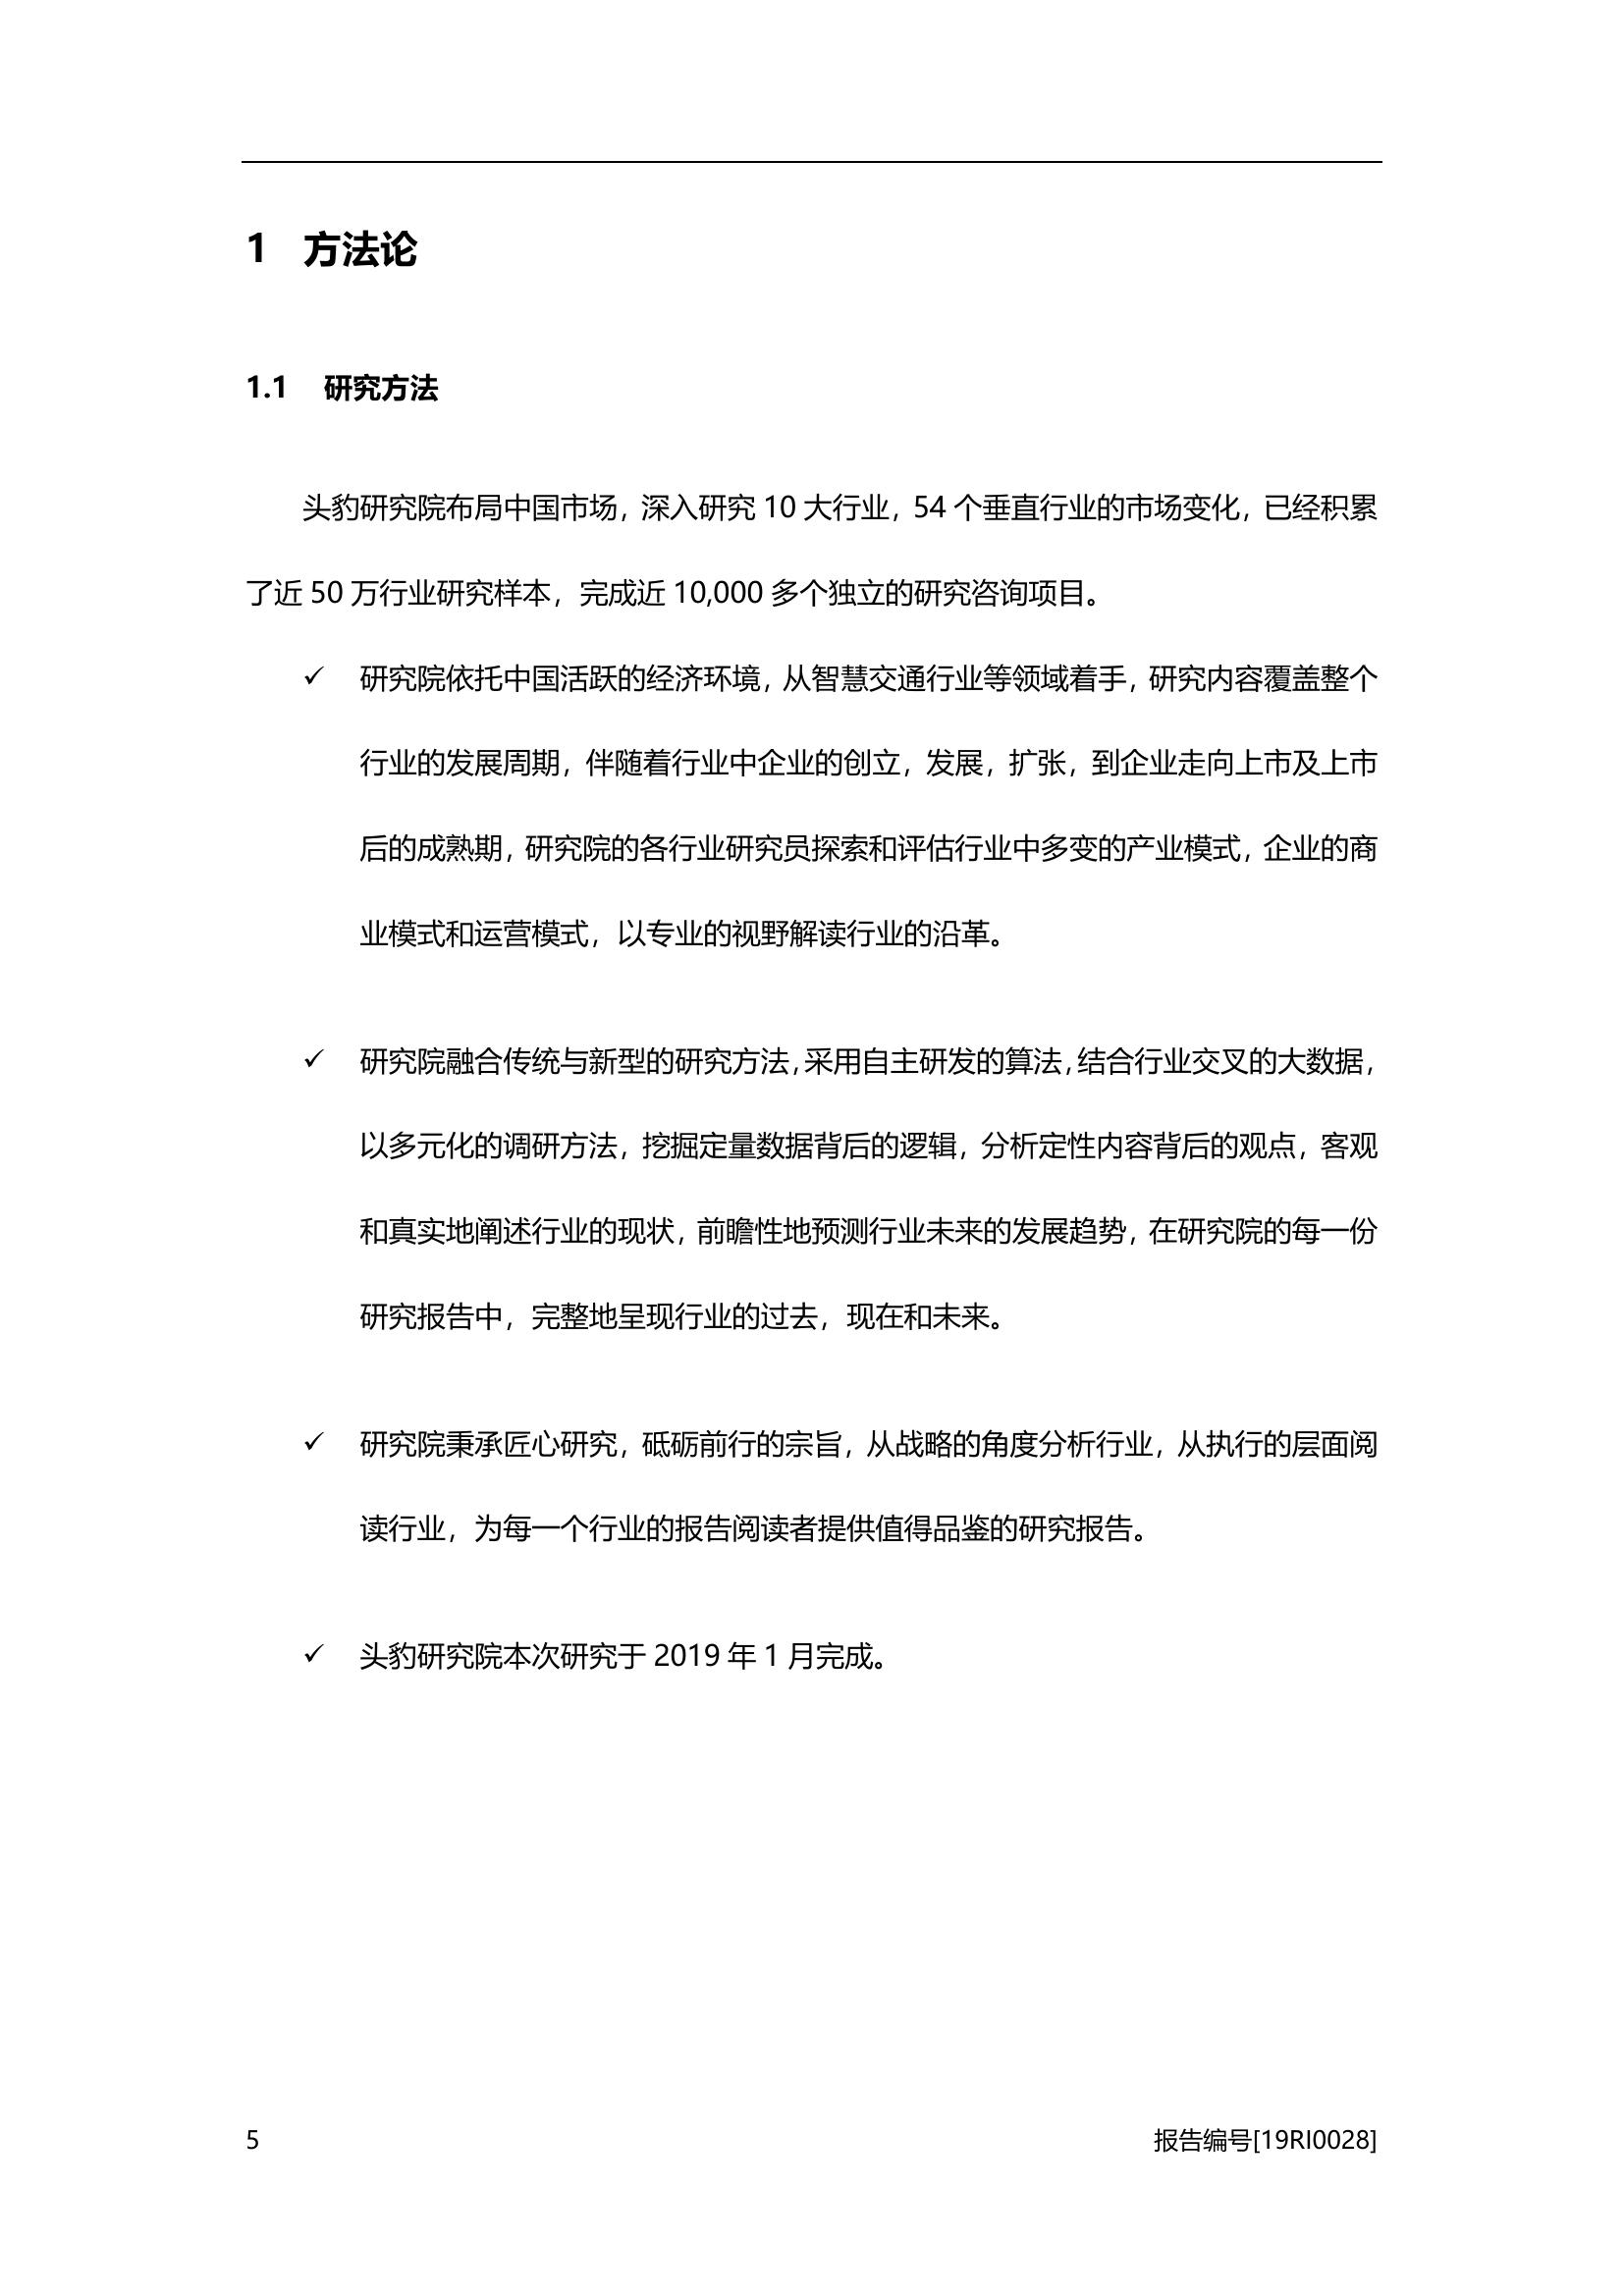 1 方法论
1.1 研究方法
头豹研究院布局中国市场，深入研究 10 大行业，54 个垂直行业的市场变化，已经积累
了近 50 万行业研究样本，完成近 10,000 多个独立的研究咨询项目。
✓ 研究院依托中国活跃的经济环境，从智慧交通行业等领域着手，研究内容覆盖整个
行业的发展周期，伴随着行业中企业的创立，发展，扩张，到企业走向上市及上市
后的成熟期，研究院的各行业研究员探索和评估行业中多变的产业模式，企业的商
业模式和运营模式，以专业的视野解读行业的沿革。
✓ 研究院融合传统与新型的研究方法，采用自主研发的算法，结合行业交叉的大数据，
以多元化的调研方法，挖掘定量数据背后的逻辑，分析定性内容背后的观点，客观
和真实地阐述行业的现状，前瞻性地预测行业未来的发展趋势，在研究院的每一份
研究报告中，完整地呈现行业的过去，现在和未来。
✓ 研究院秉承匠心研究，砥砺前行的宗旨，从战略的角度分析行业，从执行的层面阅
读行业，为每一个行业的报告阅读者提供值得品鉴的研究报告。
✓ 头豹研究院本次研究于 2019 年 1 月完成。
5 报告编号[19RI0028]